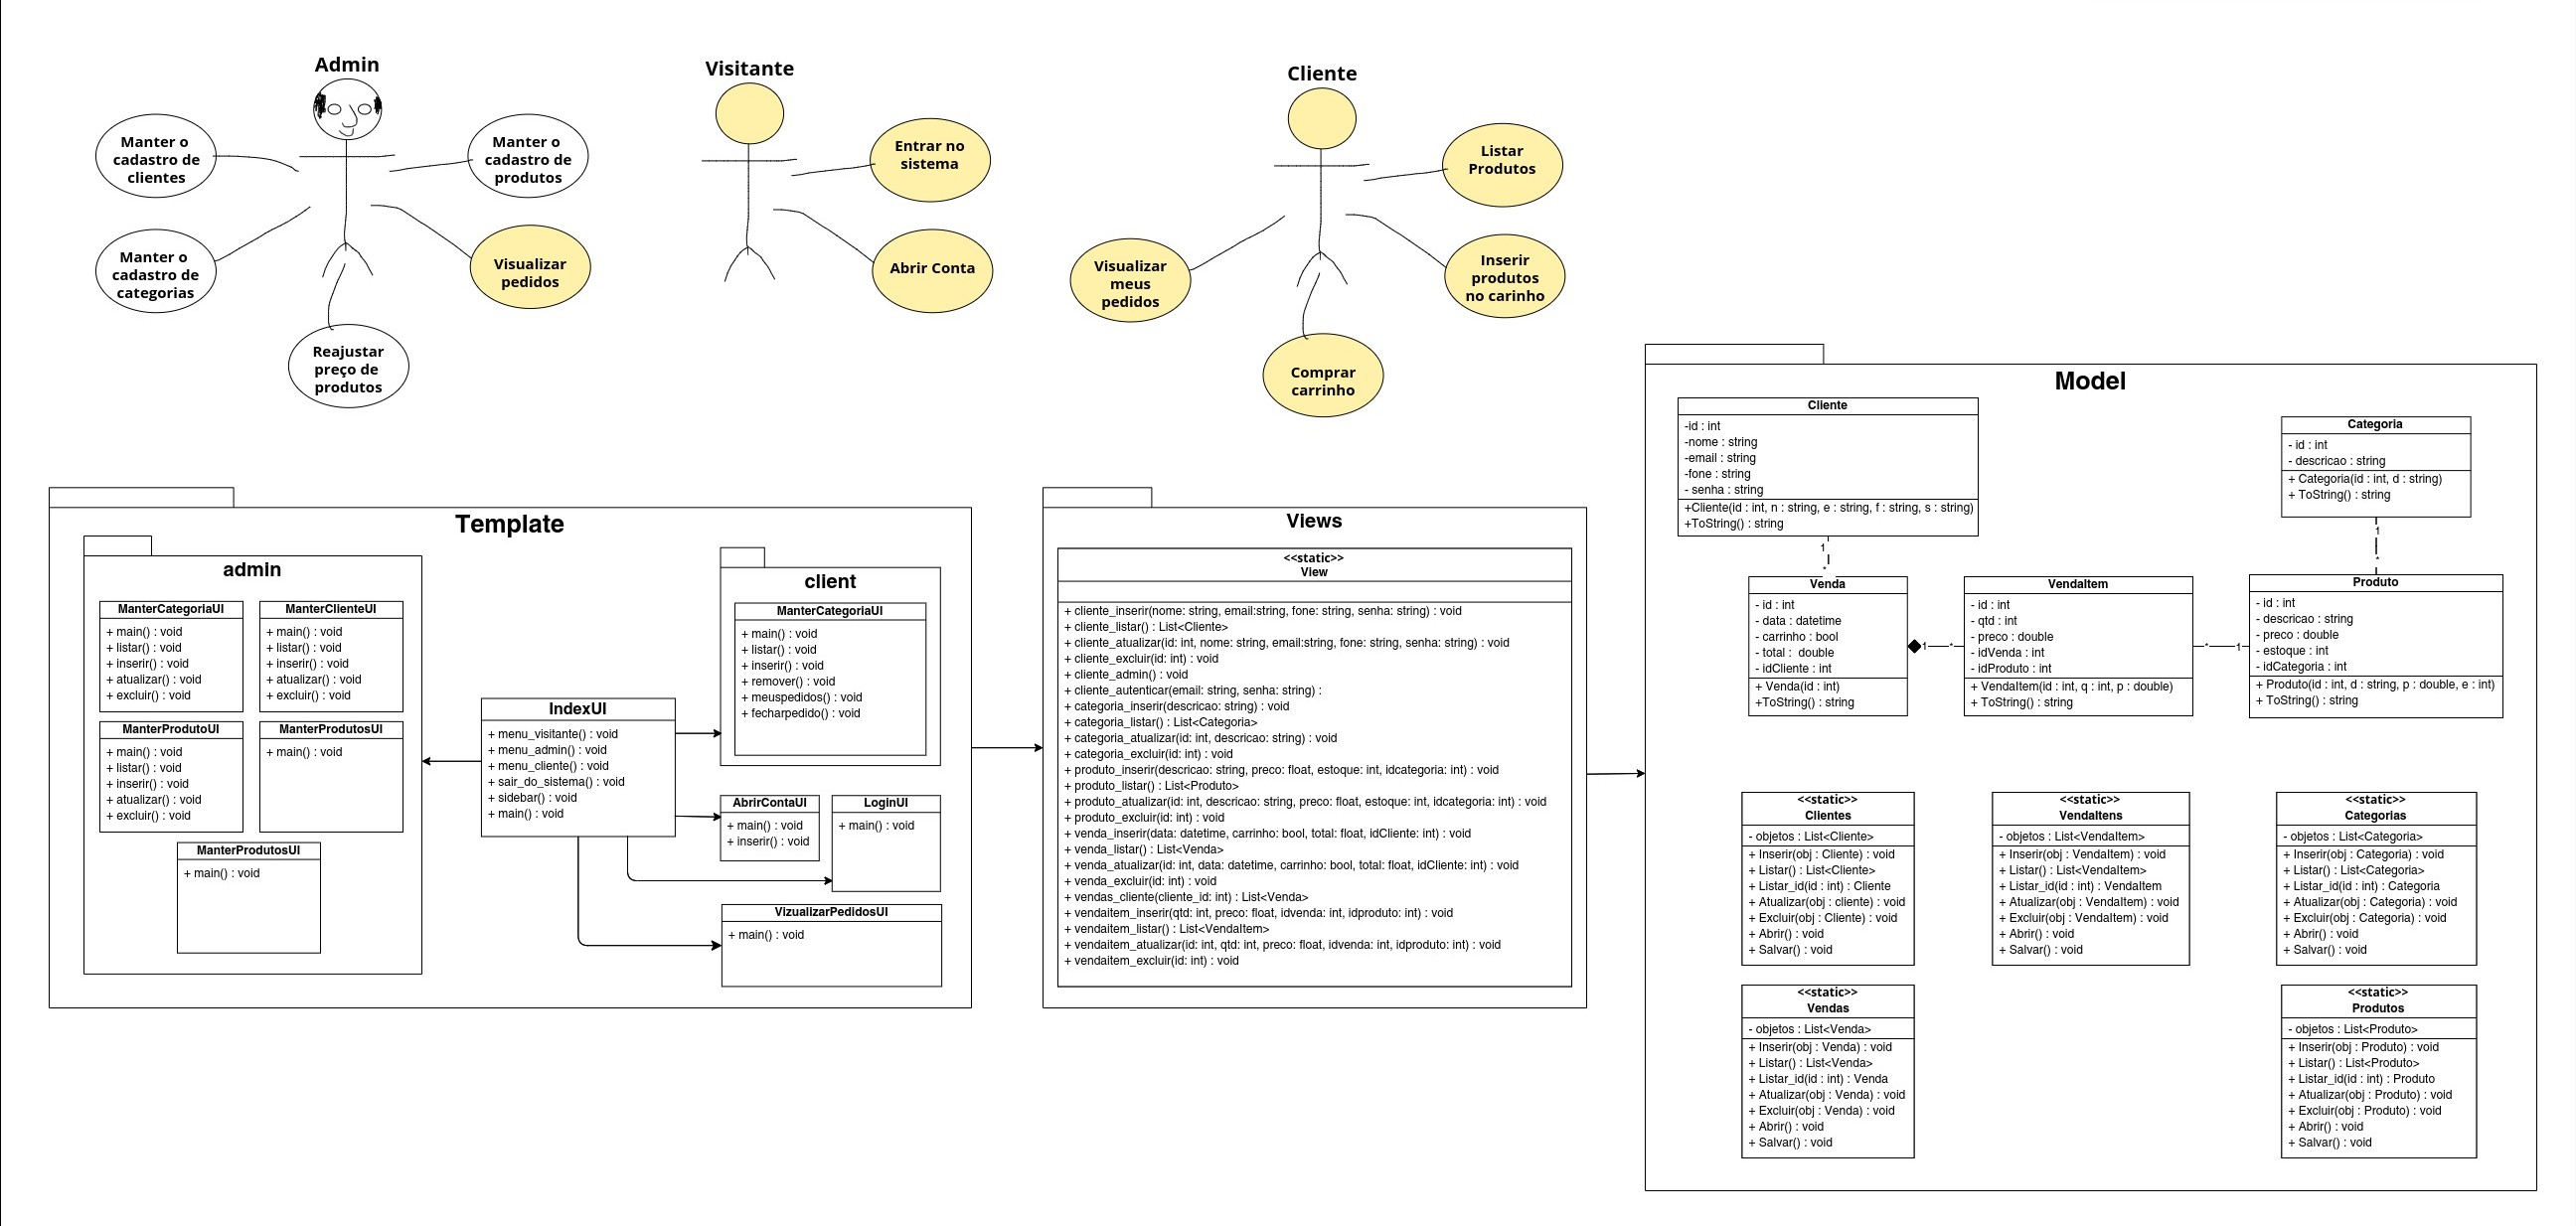 Admin
Manter o
cadastro de
clientes
Manter o
cadastro de
produtos
Manter o
cadastro de
categorias
Visualizar
pedidos
Reajustar
preço de
produtos
Visitante
Entrar no
sistema
Abrir Conta
Cliente
Listar
Produtos
Visualizar
meus
pedidos
Inserir
produtos
no carinho
Comprar
carrinho
Template
admin
ManterCategoriaUI
+ main() : void
+ listar() : void
+ inserir() : void
+ atualizar() : void
+ excluir() : void
ManterClienteUI
+ main() : void
+ listar() : void
+ inserir() : void
+ atualizar() : void
+ excluir() : void
ManterProdutoUI
+ main() : void
+ listar() : void
+ inserir() : void
+ atualizar() : void
+ excluir() : void
ManterProdutosUI
+ main() : void
ManterProdutosUI
+ main() : void
IndexUI
+ menu_visitante() : void
+ menu_admin() : void
+ menu_cliente() : void
+ sair_do_sistema() : void
+ sidebar() : void
+ main() : void
client
ManterCategoriaUI
+ main() : void
+ listar() : void
+ inserir() : void
+ remover() : void
+ meuspedidos() : void
+ fecharpedido() : void
AbrirContaUI
+ main() : void
+ inserir() : void
LoginUI
+ main() : void
VizualizarPedidosUI
+ main() : void
Views
<<static>>
View
+ cliente_inserir(nome: string, email:string, fone: string, senha: string) : void
+ cliente_listar() : List<Cliente>
+ cliente_atualizar(id: int, nome: string, email:string, fone: string, senha: string) : void
+ cliente_excluir(id: int) : void
+ cliente_admin() : void
+ cliente_autenticar(email: string, senha: string) :
+ categoria_inserir(descricao: string) : void
+ categoria_listar() : List<Categoria>
+ categoria_atualizar(id: int, descricao: string) : void
+ categoria_excluir(id: int) : void
+ produto_inserir(descricao: string, preco: float, estoque: int, idcategoria: int) : void
+ produto_listar() : List<Produto>
+ produto_atualizar(id: int, descricao: string, preco: float, estoque: int, idcategoria: int) : void
+ produto_excluir(id: int) : void
+ venda_inserir(data: datetime, carrinho: bool, total: float, idCliente: int) : void
+ venda_listar() : List<Venda>
+ venda_atualizar(id: int, data: datetime, carrinho: bool, total: float, idCliente: int) : void
+ venda_excluir(id: int) : void
+ vendas_cliente(cliente_id: int) : List<Venda>
+ vendaitem_inserir(qtd: int, preco: float, idvenda: int, idproduto: int) : void
+ vendaitem_listar() : List<VendaItem>
+ vendaitem_atualizar(id: int, qtd: int, preco: float, idvenda: int, idproduto: int) : void
+ vendaitem_excluir(id: int) : void
Model
Cliente
-id : int
-nome : string
-email : string
-fone : string
- senha : string
+Cliente(id : int, n : string, e : string, f : string, s : string)
+ToString() : string
Categoria
- id : int
- descricao : string
+ Categoria(id : int, d : string)
+ ToString() : string
1
*
1
*
Venda
- id : int
- data : datetime
- carrinho : bool
- total : double
- idCliente : int
+ Venda(id : int)
+ToString() : string
1
*
VendaItem
- id : int
- qtd : int
- preco : double
- idVenda : int
- idProduto : int
+ VendaItem(id : int, q : int, p : double)
+ ToString() : string
*
1
Produto
- id : int
- descricao : string
- preco : double
- estoque : int
- idCategoria : int
+ Produto(id : int, d : string, p : double, e : int)
+ ToString() : string
<<static>>
Clientes
- objetos : List<Cliente>
+ Inserir(obj : Cliente) : void
+ Listar() : List<Cliente>
+ Listar_id(id : int) : Cliente
+ Atualizar(obj : cliente) : void
+ Excluir(obj : Cliente) : void
+ Abrir() : void
+ Salvar() : void
<<static>>
VendaItens
- objetos : List<VendaItem>
+ Inserir(obj : VendaItem) : void
+ Listar() : List<VendaItem>
+ Listar_id(id : int) : VendaItem
+ Atualizar(obj : VendaItem) : void
+ Excluir(obj : VendaItem) : void
+ Abrir() : void
+ Salvar() : void
<<static>>
Categorias
- objetos : List<Categoria>
+ Inserir(obj : Categoria) : void
+ Listar() : List<Categoria>
+ Listar_id(id : int) : Categoria
+ Atualizar(obj : Categoria) : void
+ Excluir(obj : Categoria) : void
+ Abrir() : void
+ Salvar() : void
<<static>>
Vendas
- objetos : List<Venda>
+ Inserir(obj : Venda) : void
+ Listar() : List<Venda>
+ Listar_id(id : int) : Venda
+ Atualizar(obj : Venda) : void
+ Excluir(obj : Venda) : void
+ Abrir() : void
+ Salvar() : void
<<static>>
Produtos
- objetos : List<Produto>
+ Inserir(obj : Produto) : void
+ Listar() : List<Produto>
+ Listar_id(id : int) : Produto
+ Atualizar(obj : Produto) : void
+ Excluir(obj : Produto) : void
+ Abrir() : void
+ Salvar() : void